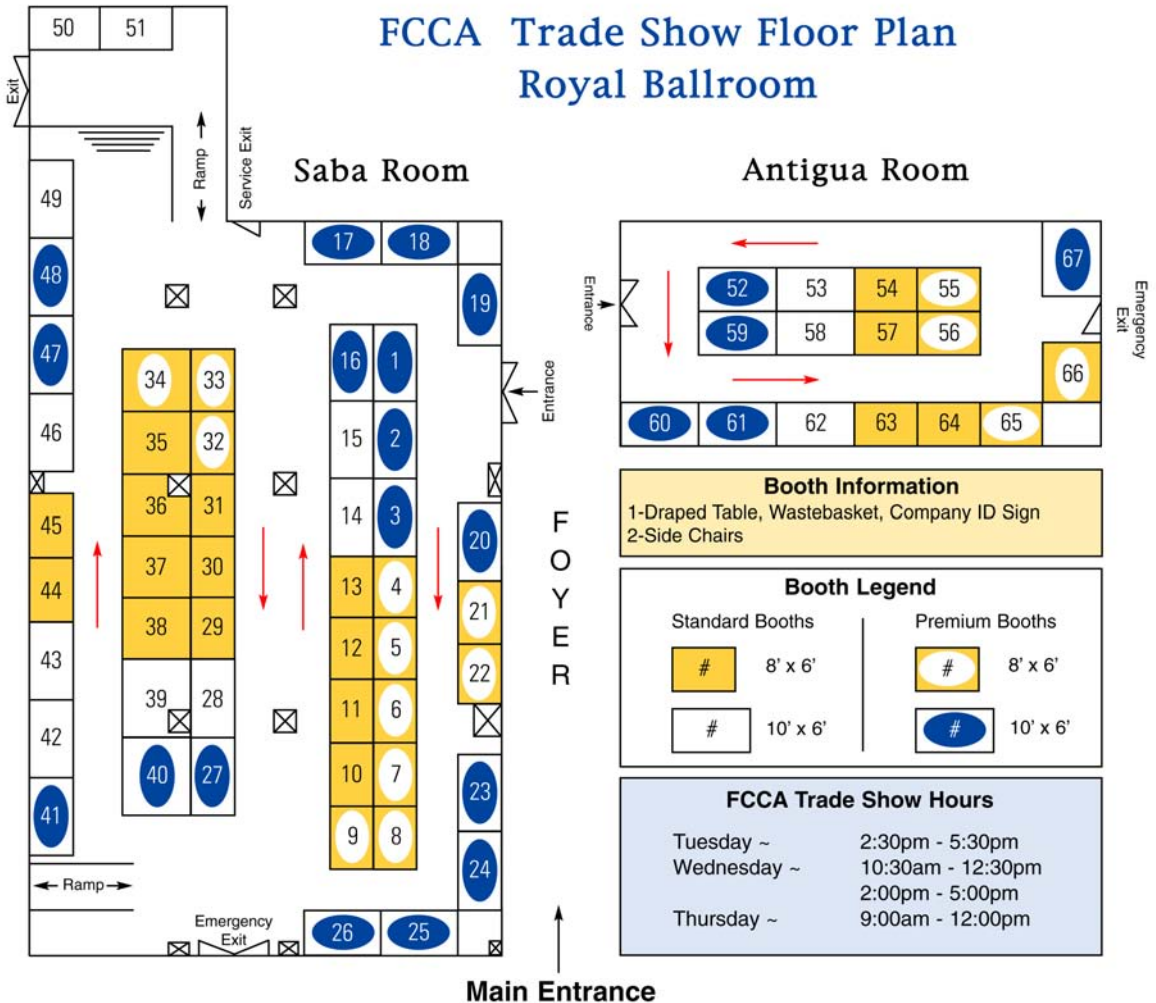 FCCA Trade Show Floor Plan
Royal Ballroom
50 51
Exit
Ramp
Service Exit
Saba Room
Antigua Room
49
48
47
46
45
44
43
42
41
Ramp
34 33
35 32
36 31
37 30
38 29
39 28
40 27
17 18
19
16 1
15 2
14 3
13 4
12 5
11 6
10 7
9 8
Entrance
20
21
22
23
24
26 25
Emergency
Exit
FOYER
Main Entrance
Entrance
52 53 54 55
59 58 57 56
67
Emergency
Exit
66
60 61 62 63 64 65
Booth Information
1-Draped Table, Wastebasket, Company ID Sign
2-Side Chairs
Booth Legend
Standard Booths Premium Booths
# 8' x 6' # 8' x 6'
# 10' x 6' # 10' x 6'
FCCA Trade Show Hours
Tuesday ~ 2:30pm - 5:30pm
Wednesday ~ 10:30am - 12:30pm
2:00pm - 5:00pm
Thursday ~ 9:00am - 12:00pm